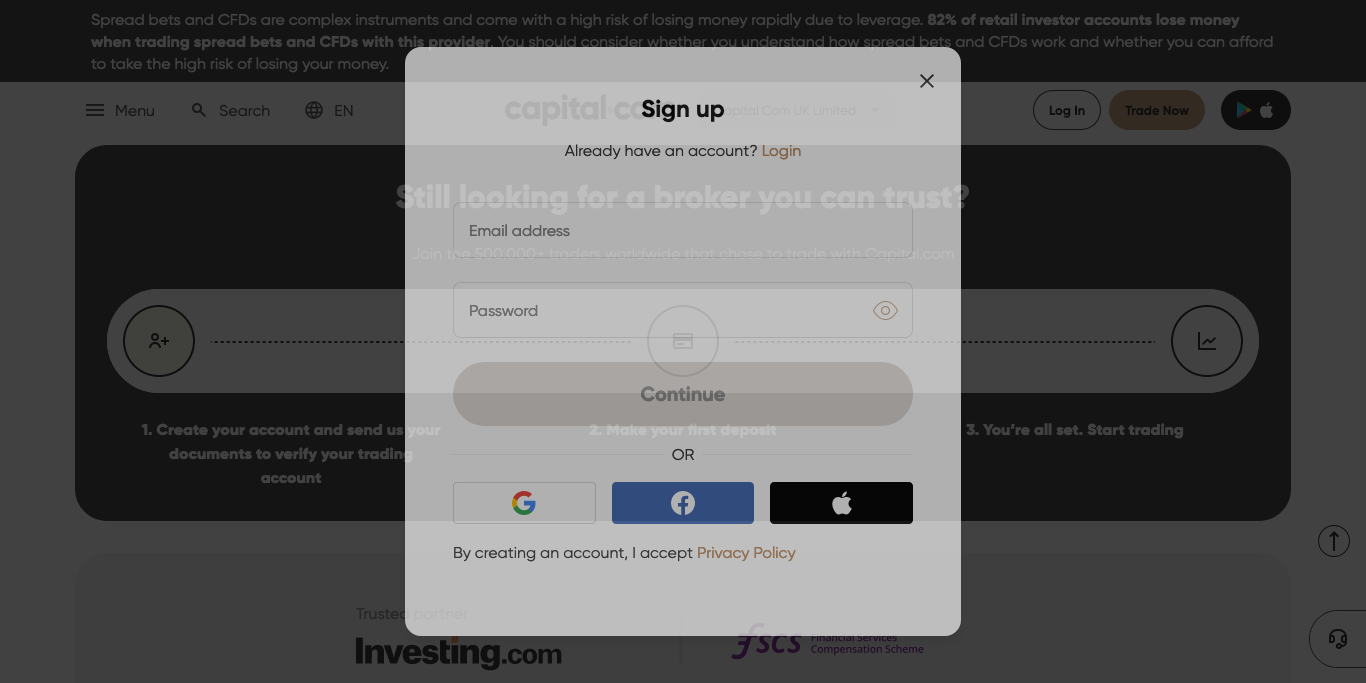 Spread bets and CFDs are complex instruments and come with a high risk of losing money rapidly due to leverage. 82% of retail investor accounts lose money
when trading spread bets and CFDs with this provider. You should consider whether you understand how spread bets and CFDs work and whether you can afford
to take the high risk of losing your money.
Menu
Search
EN
capital co
Capital Com UK Limited
Log In
Trade Now
Sign up
Already have an account? Login
Still looking for a broker you can trust?
Email address
Join the 500.000+ traders worldwide that chose to trade with Capital.com
Password
Continue
1. Create your account and send us your
documents to verify your trading
account
2. Make your first deposit
3. You’re all set. Start trading
OR
By creating an account, I accept Privacy Policy
Trusted partner
Investing.com
fscs
Financial Services
Compensation Scheme